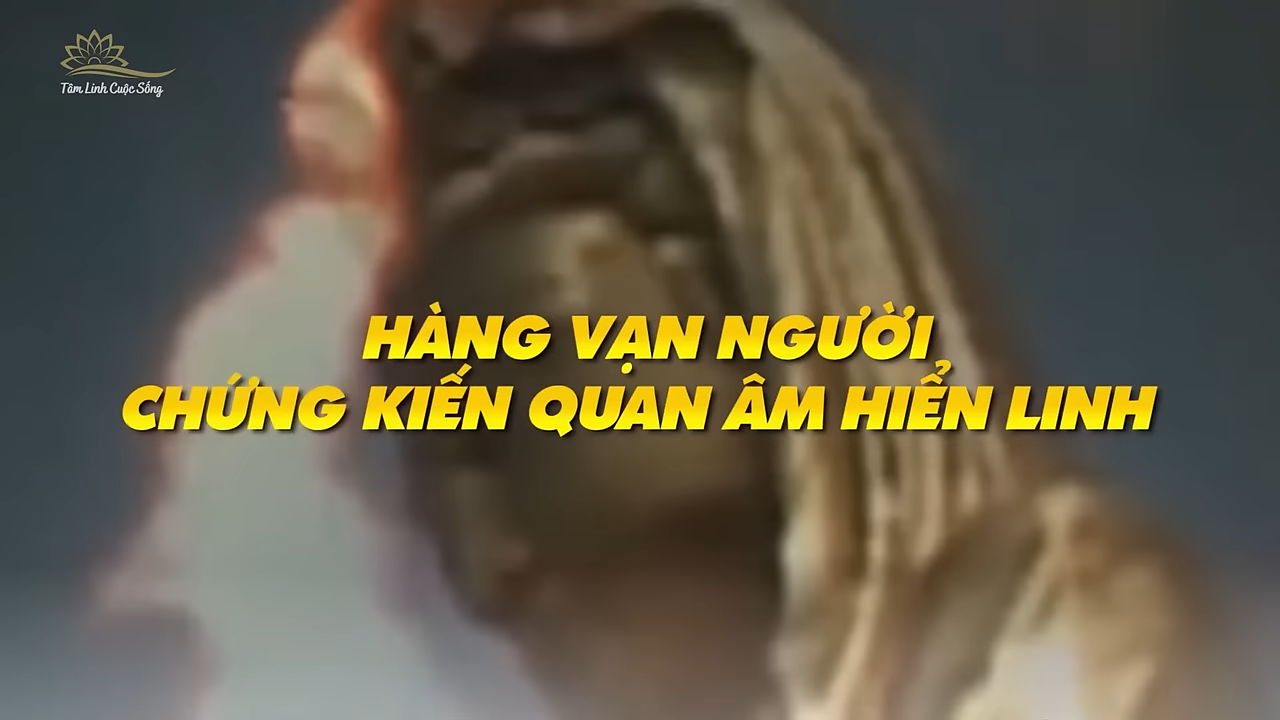 Tâm Linh Cuộc Sống
HÀNG VẠN NGƯỜI
CHỨNG KIẾN QUAN ÂM HIỂN LINH